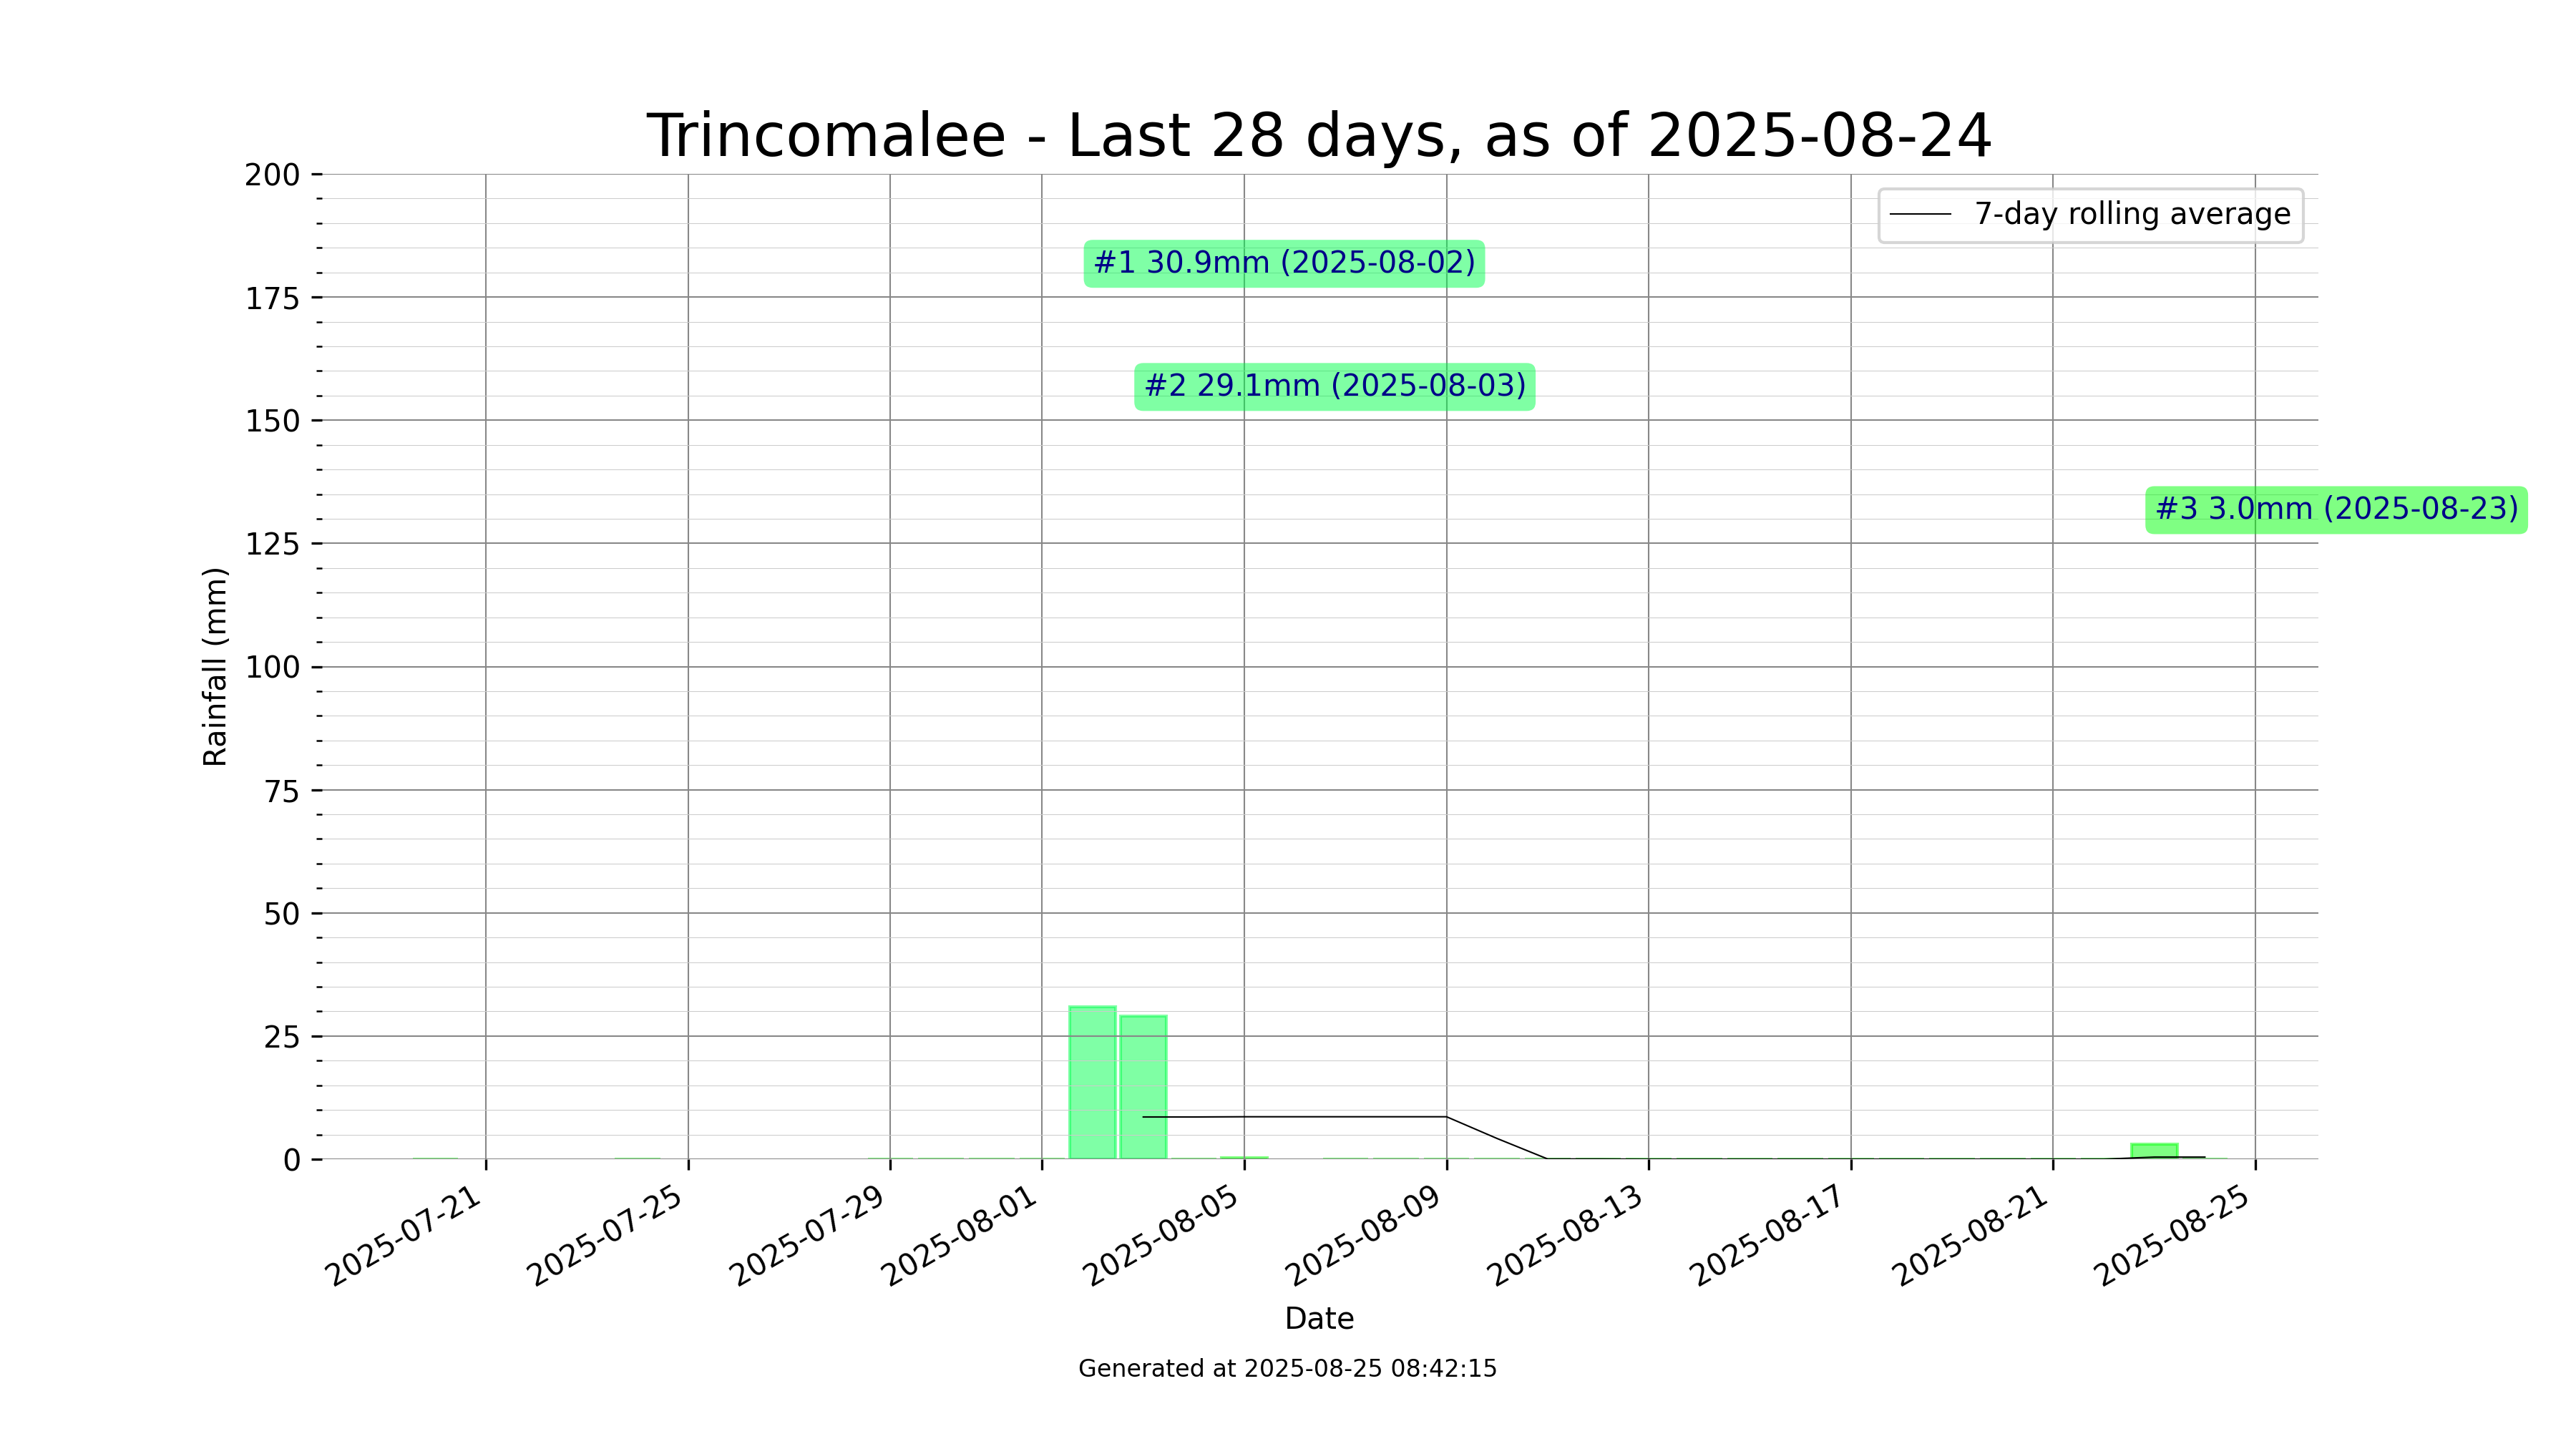 Trincomalee - Last 28 days, as of 2025-08-24
7-day rolling average
#1 30.9mm (2025-08-02)
#2 29.1mm (2025-08-03)
#3 3.0mm (2025-08-23)
Rainfall (mm)
200
175
150
125
100
75
50
25
0
2025-07-21
2025-07-25
2025-07-29
2025-08-01
2025-08-05
2025-08-09
2025-08-13
2025-08-17
2025-08-21
2025-08-25
Date
Generated at 2025-08-25 08:42:15